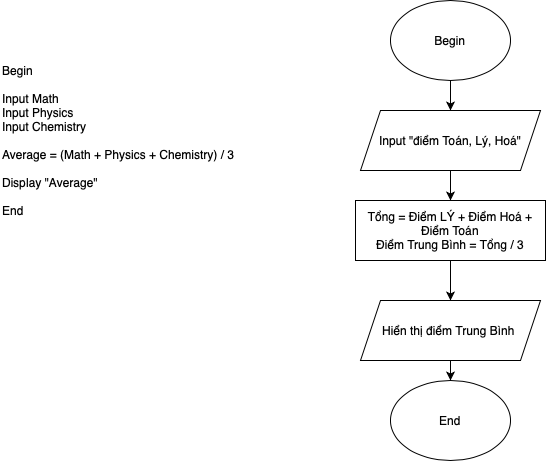 Begin
Input Math
Input Physics
Input Chemistry
Average = (Math + Physics + Chemistry) / 3
Display "Average"
End
Begin
Input "điểm Toán, Lý, Hoá"
Tổng = Điểm LÝ + Điểm Hoá +
Điểm Toán
Điểm Trung Bình = Tổng / 3
Hiển thị điểm Trung Bình
End